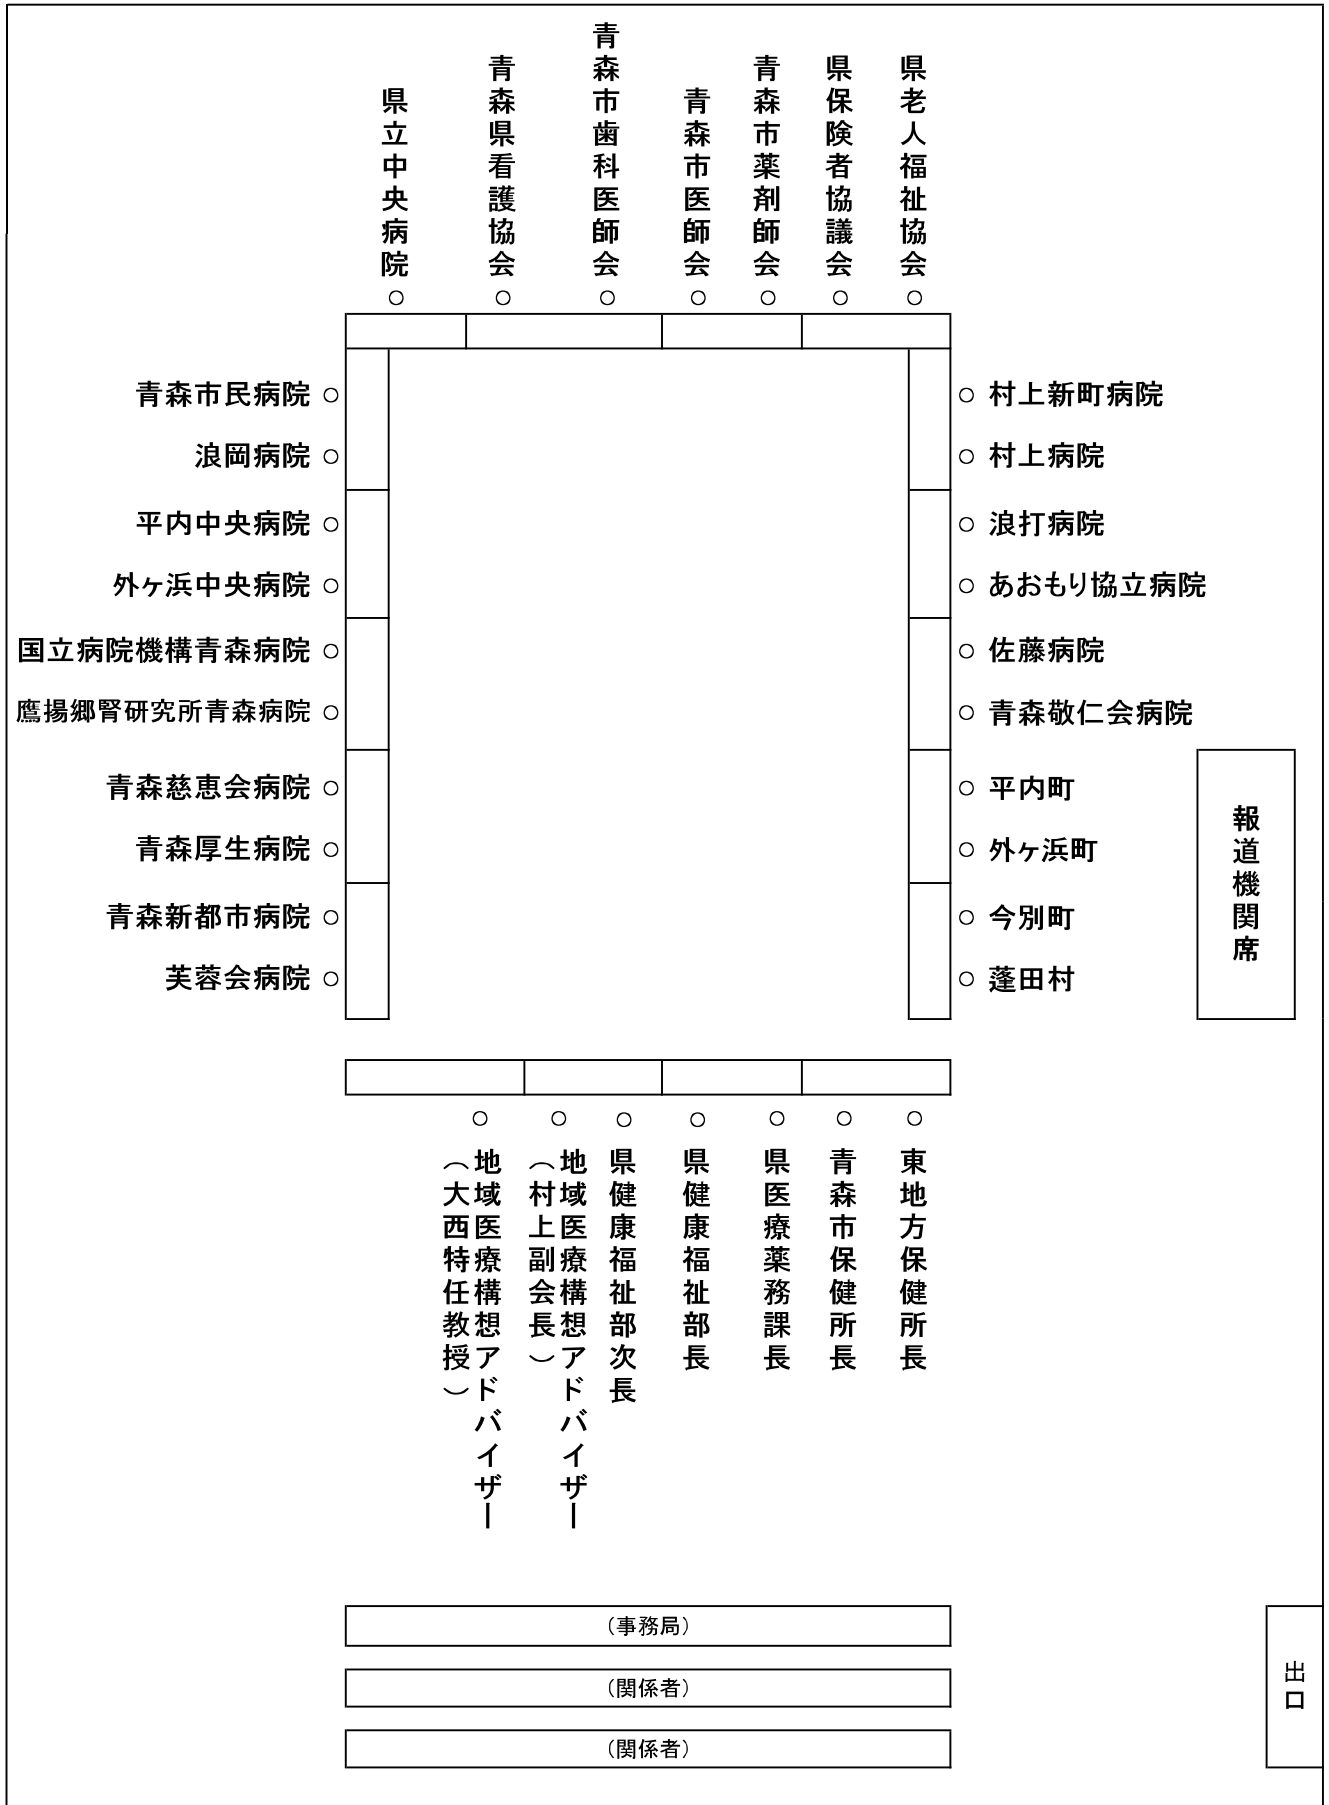 県立中央病院
青森県看護協会
青森市歯科医師会
青森市医師会
青森市薬剤師会
県保険者協議会
県老人福祉協会
○ ○ ○ ○ ○ ○ ○
青森市民病院 ○
浪岡病院 ○
平内中央病院 ○
外ヶ浜中央病院 ○
国立病院機構青森病院 ○
鷹揚郷腎研究所青森病院 ○
青森慈恵会病院 ○
青森厚生病院 ○
青森新都市病院 ○
芙蓉会病院 ○
○ 村上新町病院
○ 村上病院
○ 浪打病院
○ あおもり協立病院
○ 佐藤病院
○ 青森敬仁会病院
○ 平内町
○ 外ヶ浜町
○ 今別町
○ 蓬田村
報道機関席
○ ○ ○ ○ ○ ○ ○
地域医療構想アドバイザー
（大西特任教授）
地域医療構想アドバイザー
（村上副会長）
県健康福祉部次長
県健康福祉部長
県医療薬務課長
青森市保健所長
東地方保健所長
（事務局）
（関係者）
（関係者）
出口